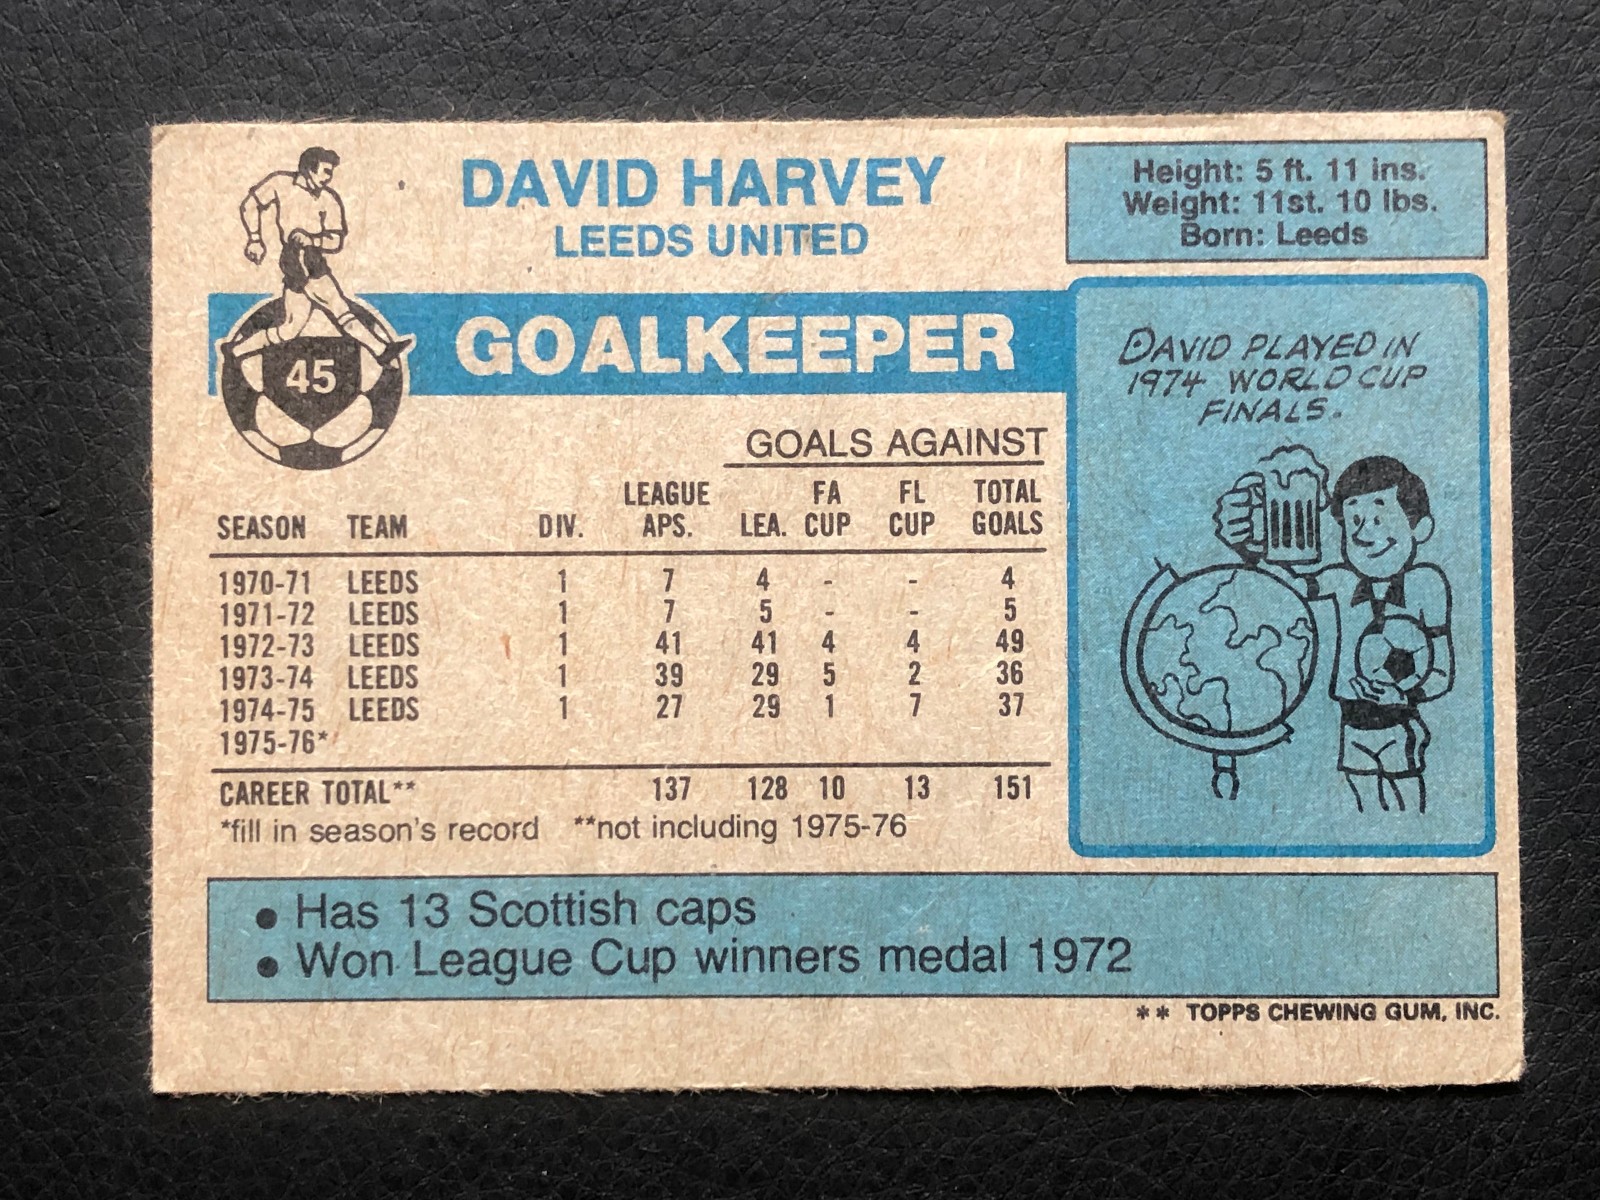 DAVID HARVEY
LEEDS UNITED
Height: 5 ft. 11 ins.
Weight: 11st. 10 lbs.
Born: Leeds
45
GOALKEEPER
DAVID PLAYED IN
1974 WORLD CUP
FINALS.
GOALS AGAINST
SEASON TEAM DIV. LEAGUE APS. LEA. FA CUP FL CUP TOTAL GOALS
1970-71 LEEDS 1 7 4 - - 4
1971-72 LEEDS 1 7 5 - - 5
1972-73 LEEDS 1 41 41 4 4 49
1973-74 LEEDS 1 39 29 5 2 36
1974-75 LEEDS 1 27 29 1 7 37
1975-76*
CAREER TOTAL** 137 128 10 13 151
*fill in season's record **not including 1975-76
• Has 13 Scottish caps
• Won League Cup winners medal 1972
** TOPPS CHEWING GUM, INC.